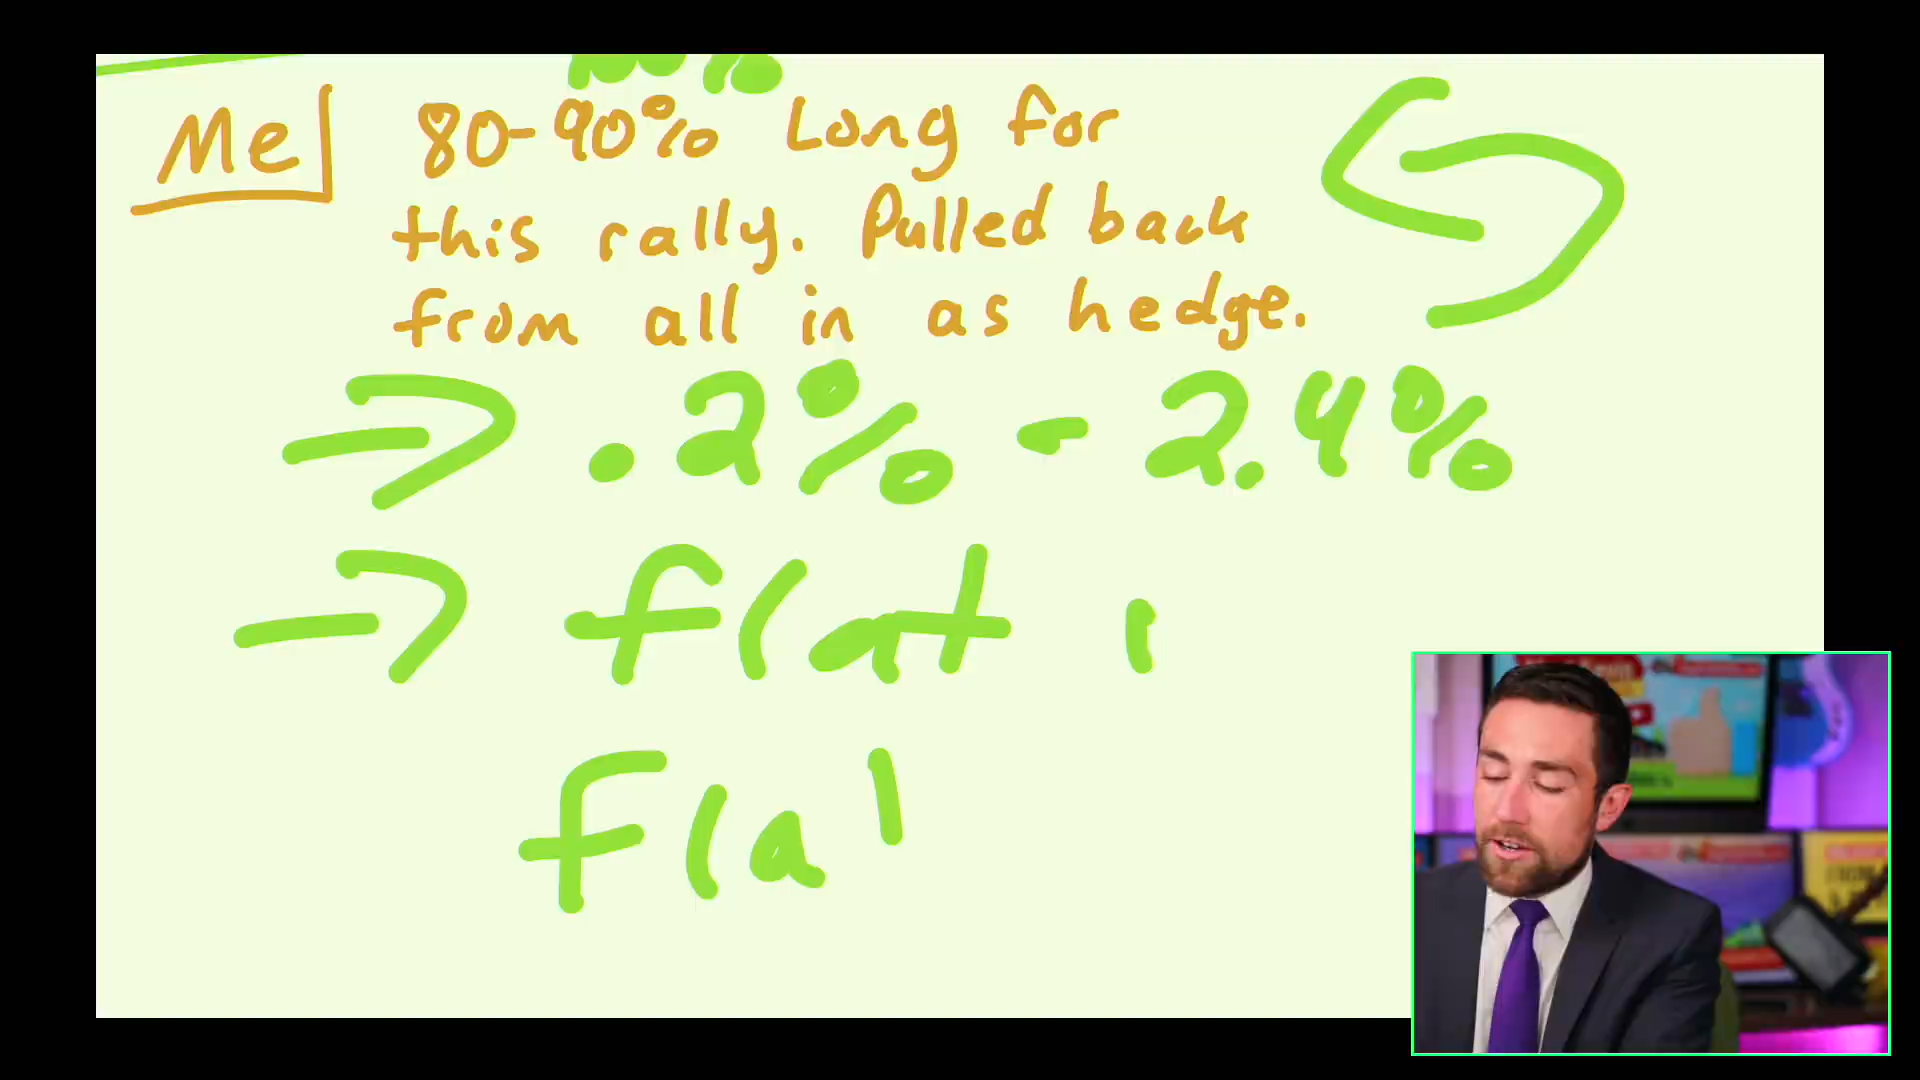 Me 80-90% Long for
this rally. Pulled back
from all in as hedge.
→ .2% - 2.4%
→ flat
fla